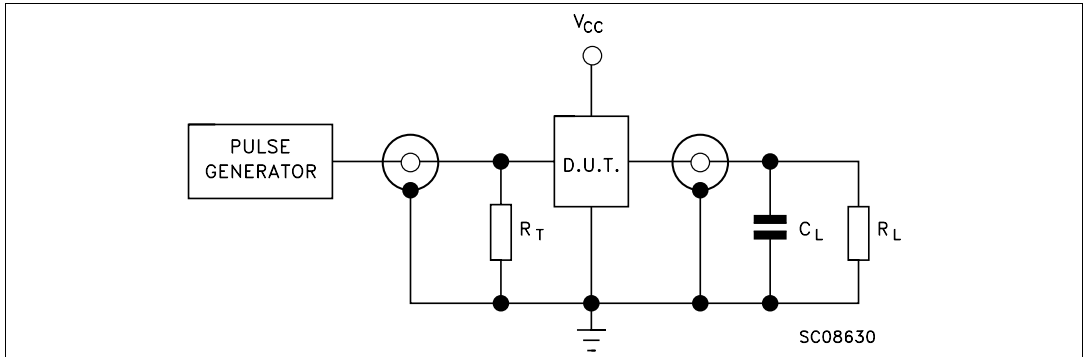 VCC
PULSE
GENERATOR
D.U.T.
RT
CL
RL
SC08630